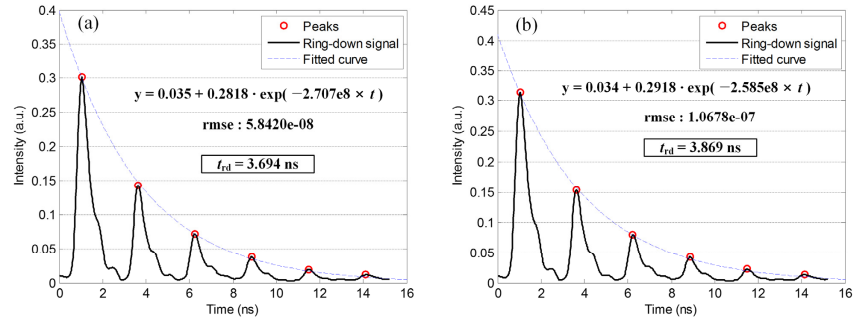 (a)
0.4
0.35
0.3
0.25
0.2
0.15
0.1
0.05
0
Intensity (a.u.)
Peaks
Ring-down signal
Fitted curve
y = 0.035 + 0.2818 · exp( −2.707e8 × t )
rmse : 5.8420e-08
trd = 3.694 ns
0 2 4 6 8 10 12 14 16
Time (ns)
(b)
0.45
0.4
0.35
0.3
0.25
0.2
0.15
0.1
0.05
0
Intensity (a.u.)
Peaks
Ring-down signal
Fitted curve
y = 0.034 + 0.2918 · exp( −2.585e8 × t )
rmse : 1.0678e-07
trd = 3.869 ns
0 2 4 6 8 10 12 14 16
Time (ns)